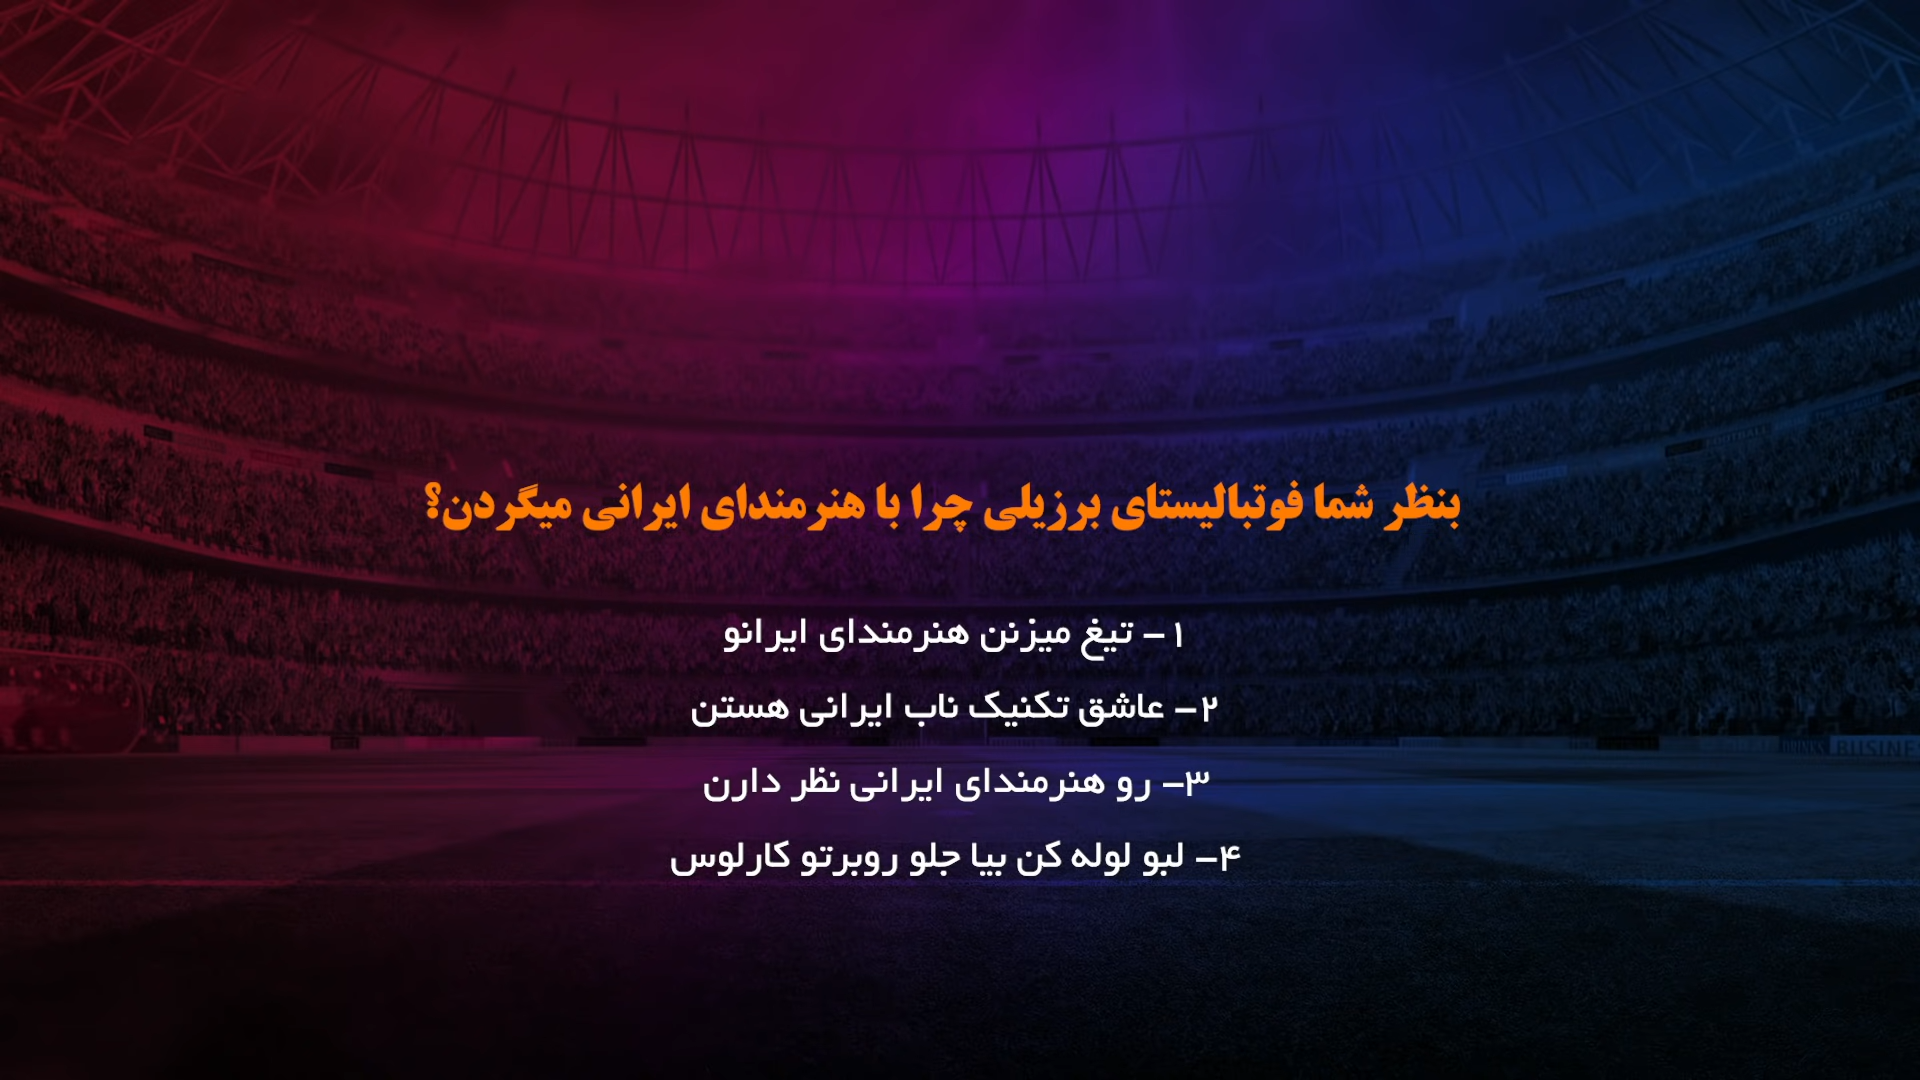 بنظر شما فوتبالیستای برزیلی چرا با هنرمندای ایرانی میگردن؟
۱- تیغ میزنن هنرمندای ایرانو
۲- عاشق تکنیک ناب ایرانی هستن
۳- رو هنرمندای ایرانی نظر دارن
۴- لبو لوله کن بیا جلو روبرتو کارلوس
BUSINE